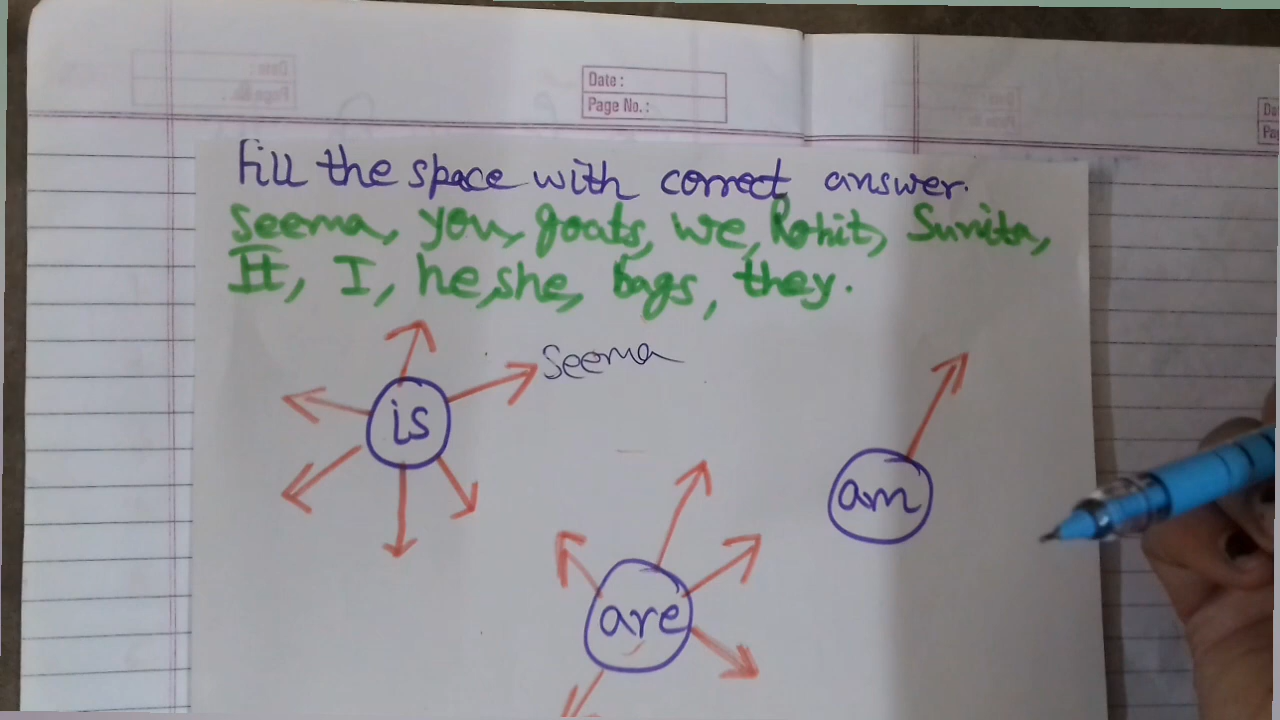 Date :
Page No. :
Fill the space with correct answer.
Seema, you, goats, we, Rohit, Sunita,
It, I, he, she, bags, they.
Seema
is
am
are